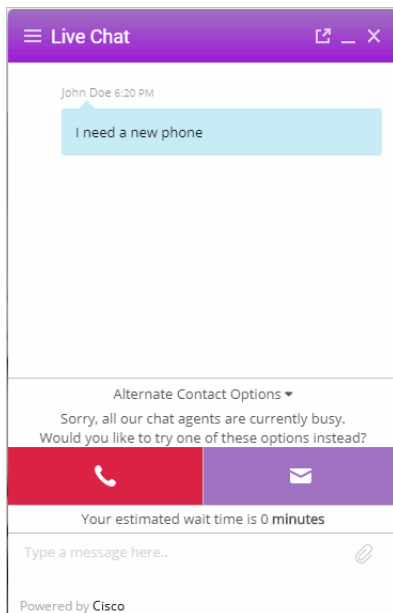 Live Chat
John Doe 6:20 PM
I need a new phone
Alternate Contact Options
Sorry, all our chat agents are currently busy.
Would you like to try one of these options instead?
Your estimated wait time is 0 minutes
Type a message here..
Powered by Cisco